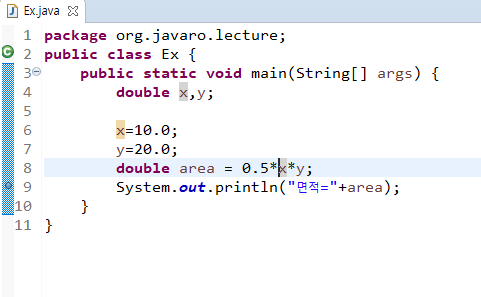 Ex.java
1 package org.javaro.lecture;
2 public class Ex {
3 public static void main(String[] args) {
4 double x,y;
5
6 x=10.0;
7 y=20.0;
8 double area = 0.5*x*y;
9 System.out.println("면적="+area);
10 }
11 }